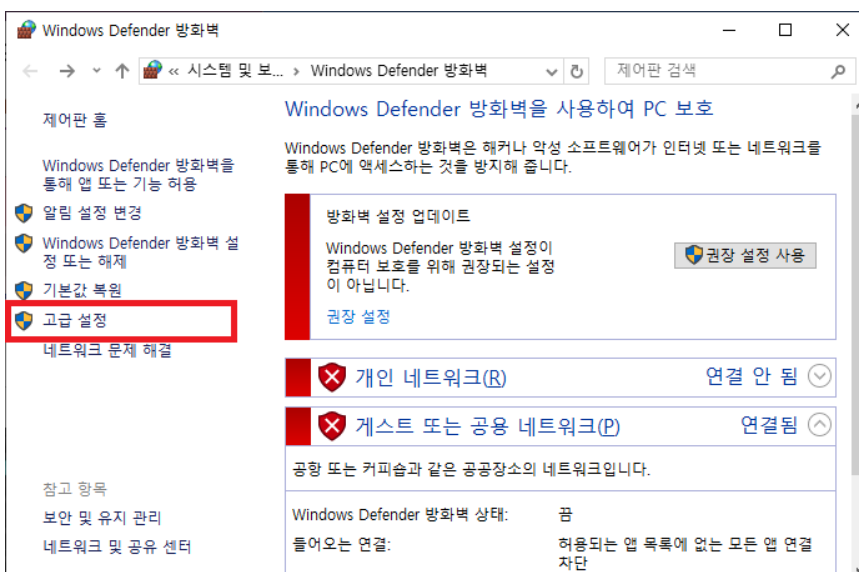 Windows Defender 방화벽
« 시스템 및 보... › Windows Defender 방화벽
제어판 검색
제어판 홈
Windows Defender 방화벽을
통해 앱 또는 기능 허용
알림 설정 변경
Windows Defender 방화벽 설
정 또는 해제
기본값 복원
고급 설정
네트워크 문제 해결
참고 항목
보안 및 유지 관리
네트워크 및 공유 센터
Windows Defender 방화벽을 사용하여 PC 보호
Windows Defender 방화벽은 해커나 악성 소프트웨어가 인터넷 또는 네트워크를
통해 PC에 액세스하는 것을 방지해 줍니다.
방화벽 설정 업데이트
Windows Defender 방화벽 설정이
컴퓨터 보호를 위해 권장되는 설정
이 아닙니다.
권장 설정 사용
권장 설정
개인 네트워크(R) 연결 안 됨
게스트 또는 공용 네트워크(P) 연결됨
공항 또는 커피숍과 같은 공공장소의 네트워크입니다.
Windows Defender 방화벽 상태: 끔
들어오는 연결: 허용되는 앱 목록에 없는 모든 앱 연결
차단